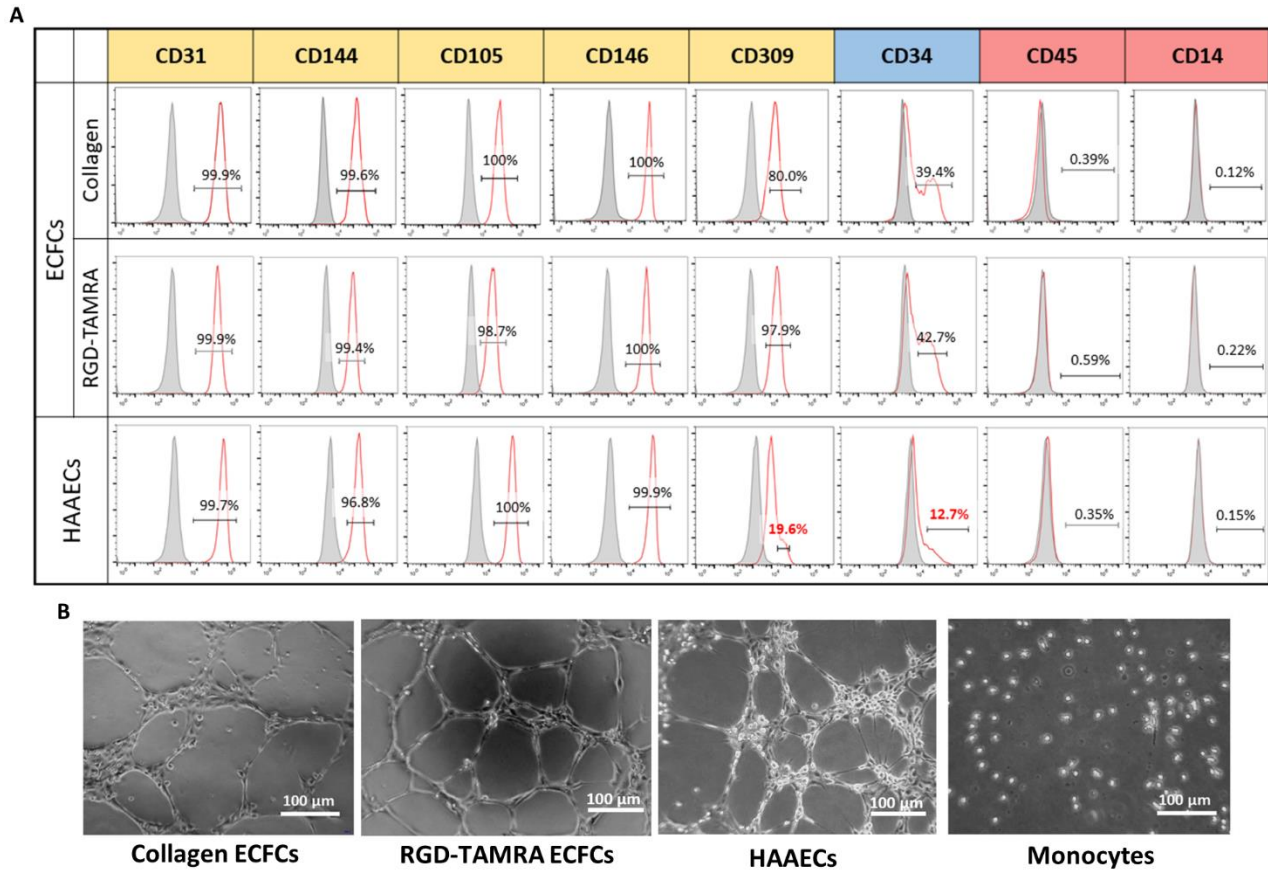 A
CD31 CD144 CD105 CD146 CD309 CD34 CD45 CD14
ECFCs
Collagen
99.9% 99.6% 100% 100% 80.0% 39.4% 0.39% 0.12%
RGD-TAMRA
99.9% 99.4% 98.7% 100% 97.9% 42.7% 0.59% 0.22%
HAAECs
99.7% 96.8% 100% 99.9% 19.6% 12.7% 0.35% 0.15%
B
100 µm 100 µm 100 µm 100 µm
Collagen ECFCs RGD-TAMRA ECFCs HAAECs Monocytes